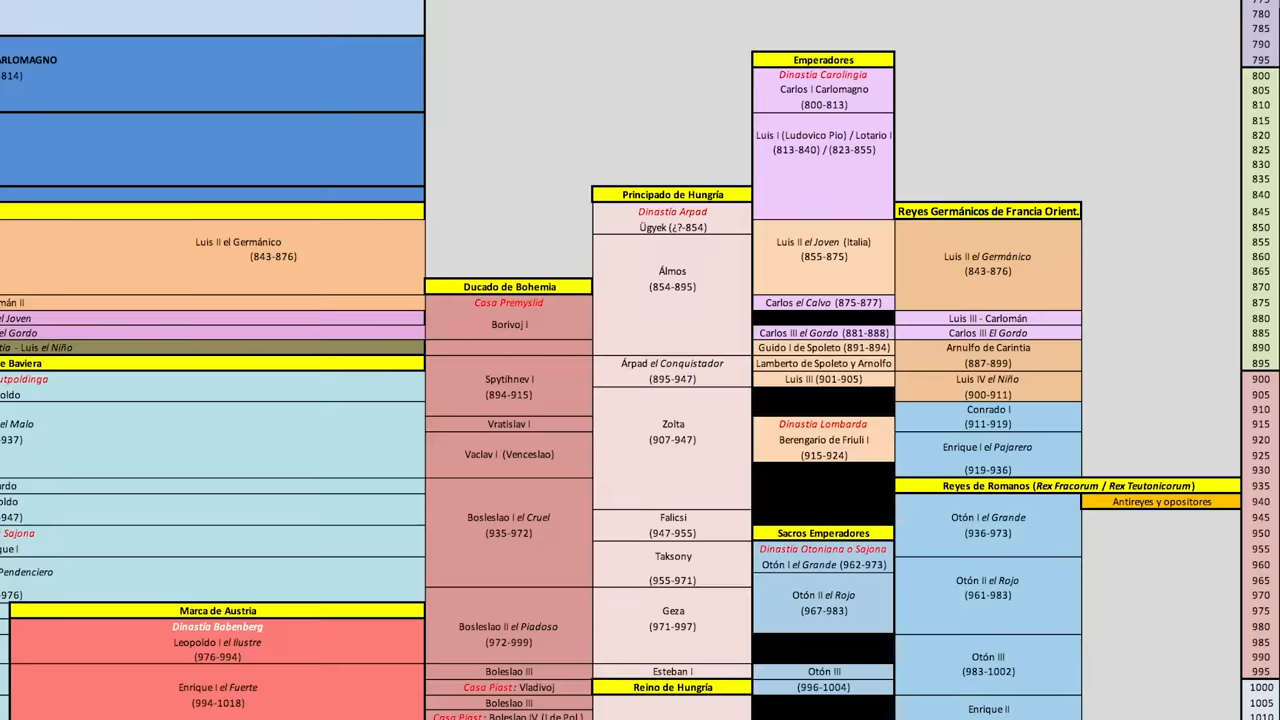 775
780
785
790
795
800
805
810
815
820
825
830
835
840
845
850
855
860
865
870
875
880
885
890
895
900
905
910
915
920
925
930
935
940
945
950
955
960
965
970
975
980
985
990
995
1000
1005
1010
ARLOMAGNO
-814)
Luis II el Germánico
(843-876)
mán II
el Joven
el Gordo
tia - Luis el Niño
e Baviera
utpoldinga
oldo
el Malo
-937)
ardo
oldo
-947)
Sajona
que I
Pendenciero
-976)
Marca de Austria
Dinastía Babenberg
Leopoldo I el Ilustre
(976-994)
Enrique I el Fuerte
(994-1018)
Ducado de Bohemia
Casa Premyslid
Borivoj I
Spytihnev I
(894-915)
Vratislav I
Vaclav I (Venceslao)
Bosleslao I el Cruel
(935-972)
Bosleslao II el Piadoso
(972-999)
Boleslao III
Casa Piast: Vladivoj
Boleslao III
Casa Piast: Boleslao IV (I de Pol.)
Principado de Hungría
Dinastía Arpad
Ügyek (¿?-854)
Álmos
(854-895)
Árpad el Conquistador
(895-947)
Zolta
(907-947)
Falicsi
(947-955)
Taksony
(955-971)
Geza
(971-997)
Esteban I
Reino de Hungría
Emperadores
Dinastía Carolingia
Carlos I Carlomagno
(800-813)
Luis I (Ludovico Pio) / Lotario I
(813-840) / (823-855)
Luis II el Joven (Italia)
(855-875)
Carlos el Calvo (875-877)
Carlos III el Gordo (881-888)
Guido I de Spoleto (891-894)
Lamberto de Spoleto y Arnolfo
Luis III (901-905)
Dinastía Lombarda
Berengario de Friuli I
(915-924)
Sacros Emperadores
Dinastia Otoniana o Sajona
Otón I el Grande (962-973)
Otón II el Rojo
(967-983)
Otón III
(996-1004)
Reyes Germánicos de Francia Orient.
Luis II el Germánico
(843-876)
Luis III - Carlomán
Carlos III El Gordo
Arnulfo de Carintia
(887-899)
Luis IV el Niño
(900-911)
Conrado I
(911-919)
Enrique I el Pajarero
(919-936)
Reyes de Romanos (Rex Fracorum / Rex Teutonicorum)
Antireyes y opositores
Otón I el Grande
(936-973)
Otón II el Rojo
(961-983)
Otón III
(983-1002)
Enrique II